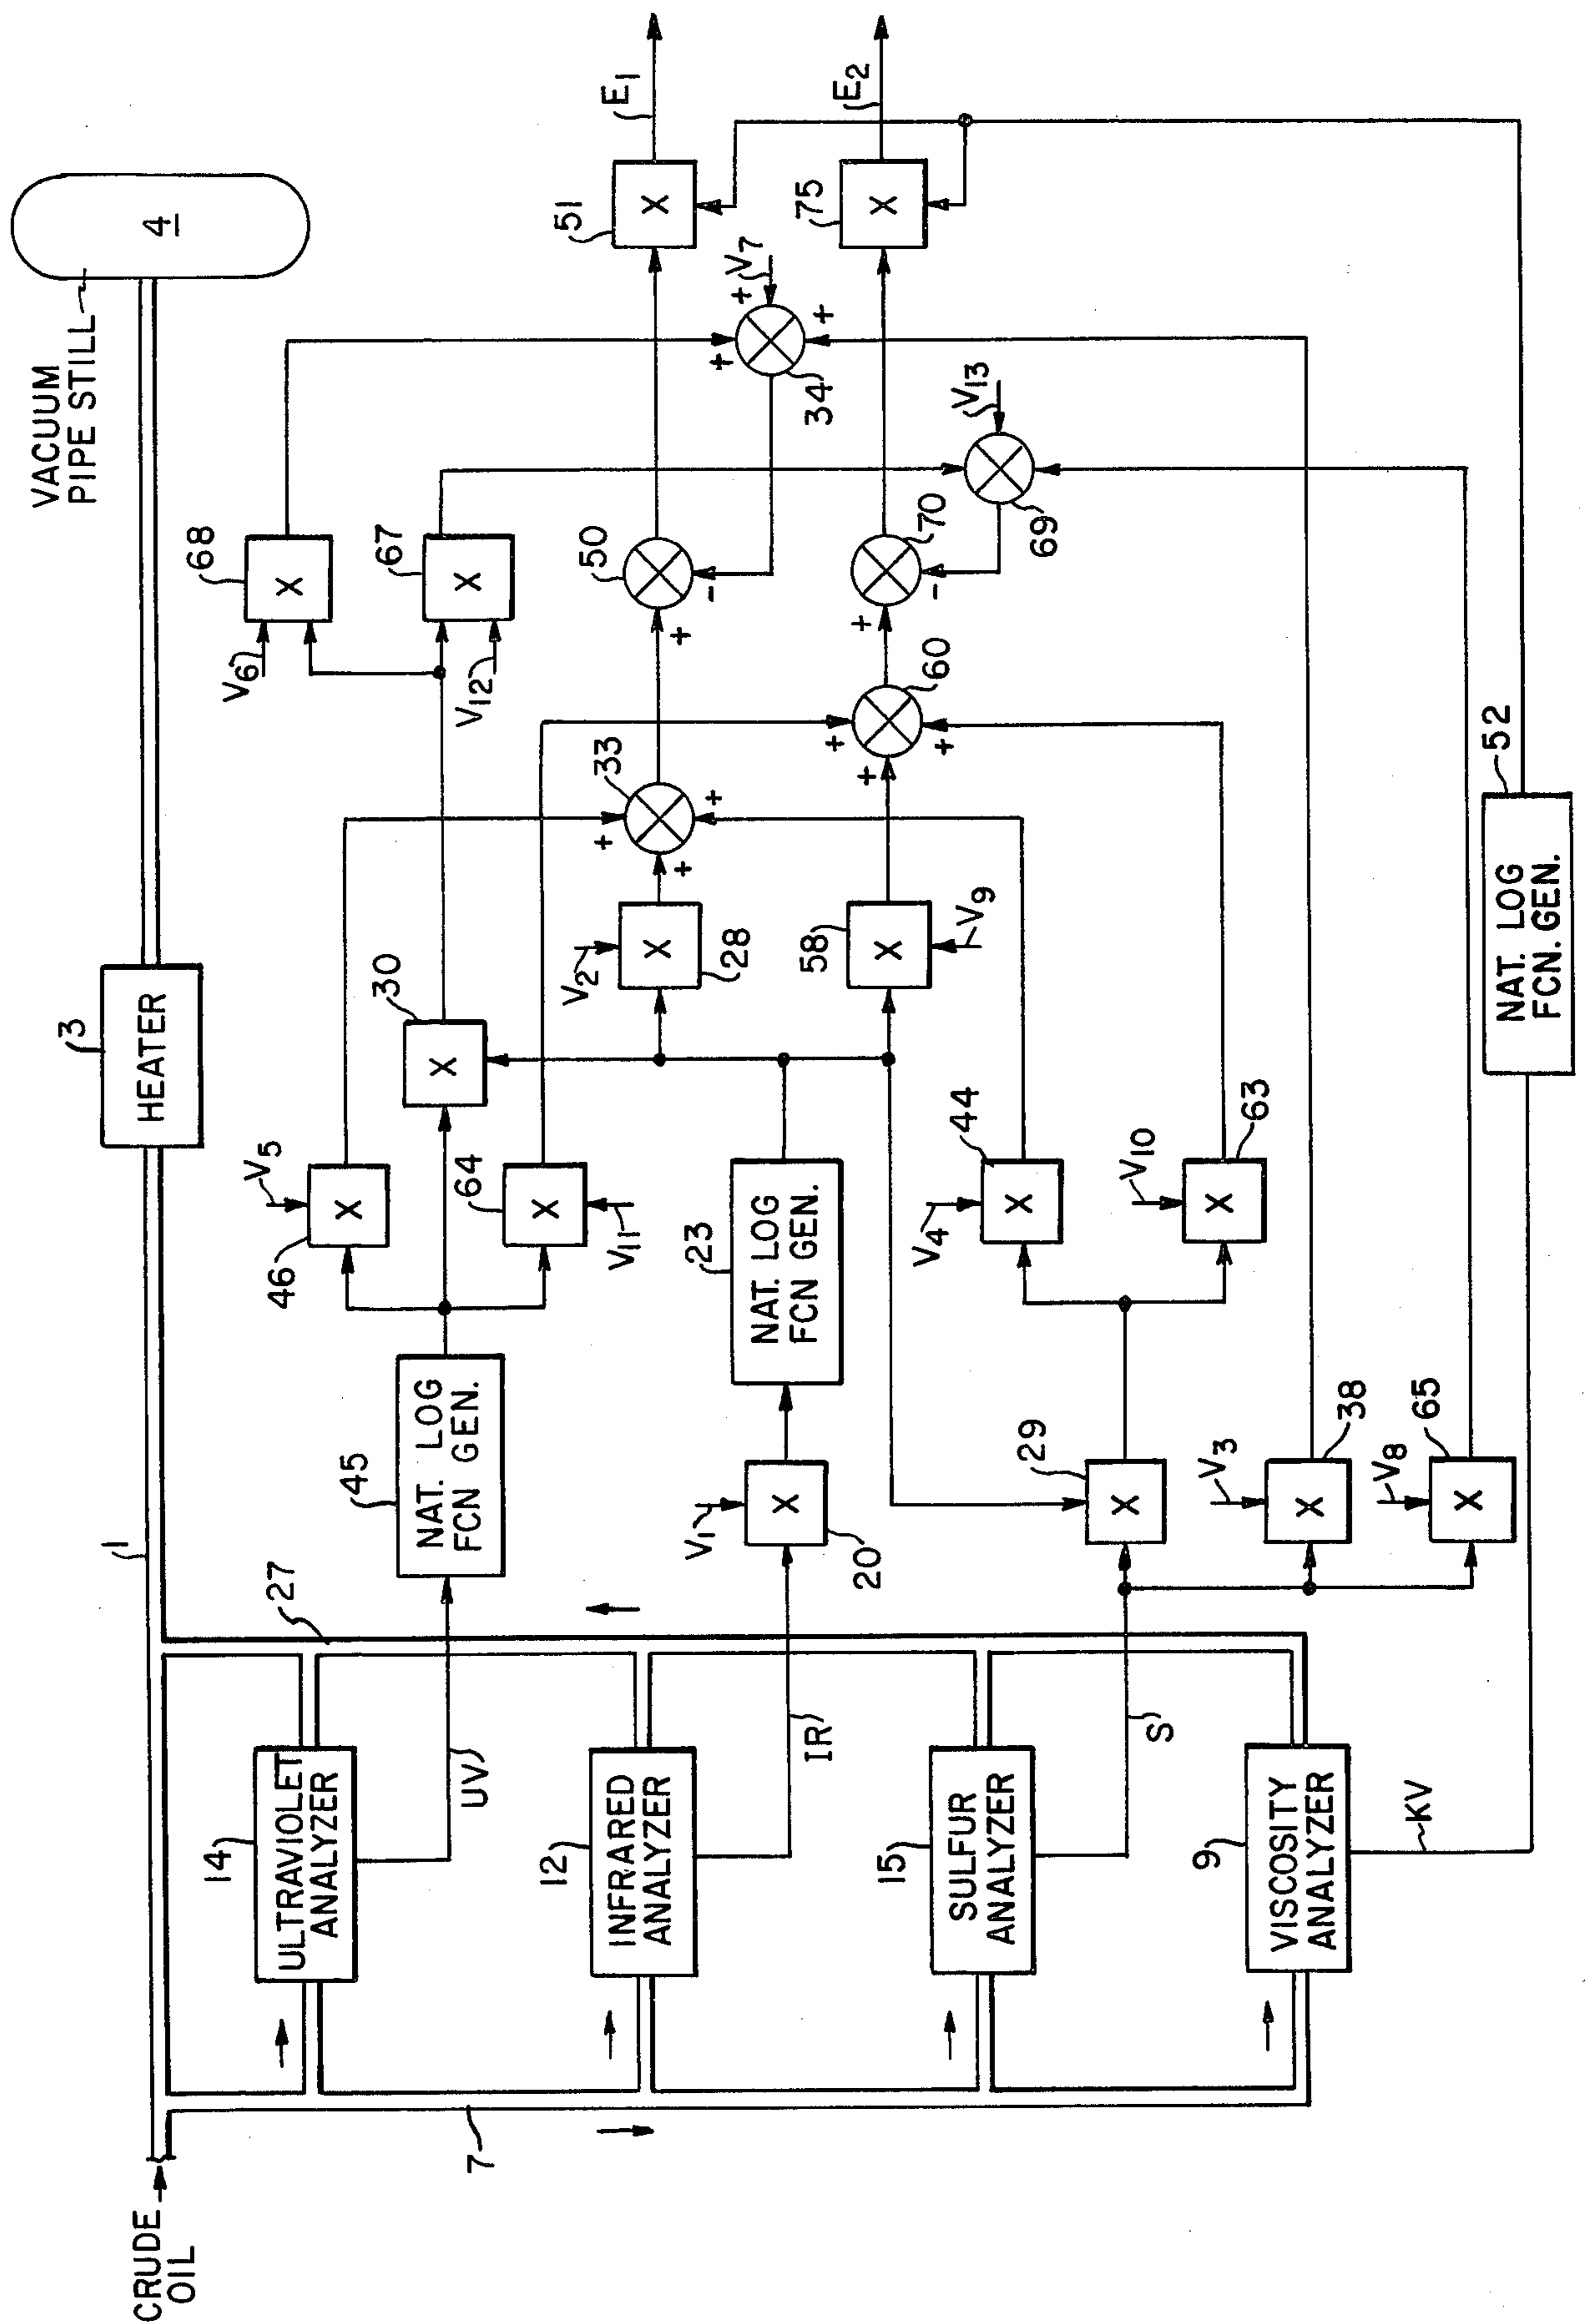 VACUUM
PIPE STILL
4
3
HEATER
1
CRUDE
OIL
7
27
14
ULTRAVIOLET
ANALYZER
UV
12
INFRARED
ANALYZER
IR
15
SULFUR
ANALYZER
S
9
VISCOSITY
ANALYZER
KV
45
NAT. LOG
FCN GEN.
V1
X
20
23
NAT. LOG
FCN GEN.
29
X
V3
X
38
V8
X
65
V5
X
46
64
X
V11
44
V4
X
V10
X
63
30
X
V2
X
28
58
X
V9
33
+
+
+
60
+
+
+
68
V6
X
67
V12
X
50
+
-
70
+
-
34
+
+
+
V7
69
V13
51
X
E1
75
X
E2
52
NAT. LOG
FCN. GEN.